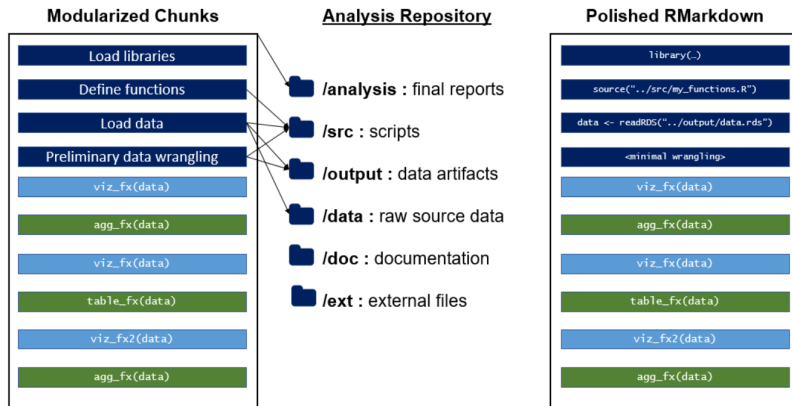 Modularized Chunks
Load libraries
Define functions
Load data
Preliminary data wrangling
viz_fx(data)
agg_fx(data)
viz_fx(data)
table_fx(data)
viz_fx2(data)
agg_fx(data)
Analysis Repository
/analysis : final reports
/src : scripts
/output : data artifacts
/data : raw source data
/doc : documentation
/ext : external files
Polished RMarkdown
library(…)
source("../src/my_functions.R")
data <- readRDS("../output/data.rds")
<minimal wrangling>
viz_fx(data)
agg_fx(data)
viz_fx(data)
table_fx(data)
viz_fx2(data)
agg_fx(data)